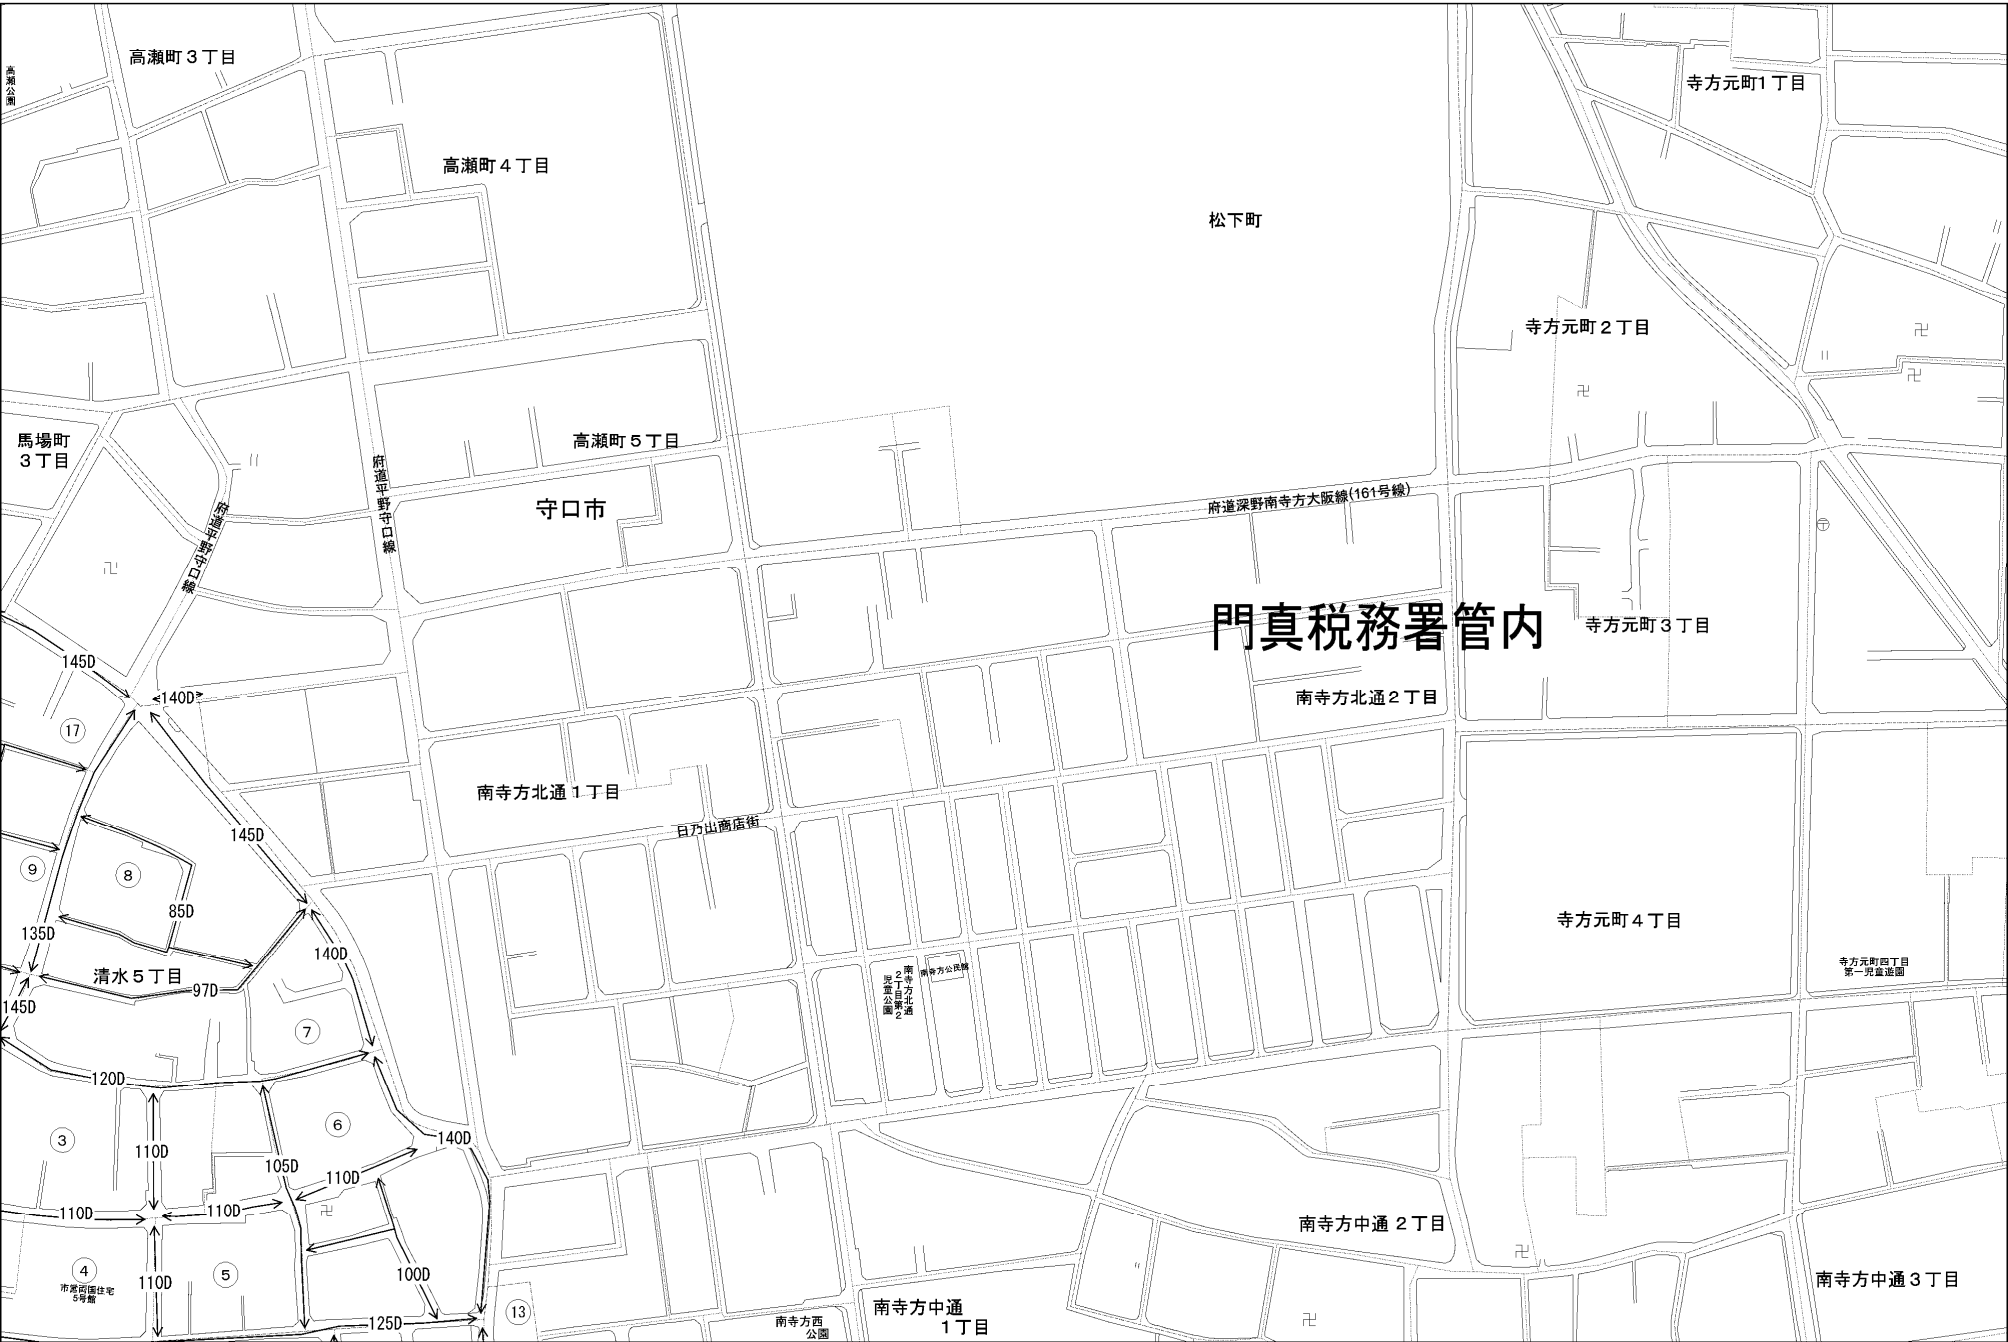 高瀬町３丁目
高瀬公園
寺方元町１丁目
高瀬町４丁目
松下町
寺方元町２丁目
馬場町
３丁目
高瀬町５丁目
府道平野守口線
守口市
府道深野南寺方大阪線(161号線)
府道平野守口線
門真税務署管内
寺方元町３丁目
145D
140D
南寺方北通２丁目
17
南寺方北通１丁目
日乃出商店街
145D
9
8
85D
寺方元町４丁目
135D
140D
清水５丁目
97D
南寺方公民館
南寺方北通
２丁目第２
児童公園
寺方元町四丁目
第一児童遊園
145D
7
120D
3
6
110D
140D
105D
110D
110D
110D
南寺方中通２丁目
4
市営両国住宅
5号館
110D
5
100D
南寺方中通３丁目
13
125D
南寺方西
公園
南寺方中通
１丁目